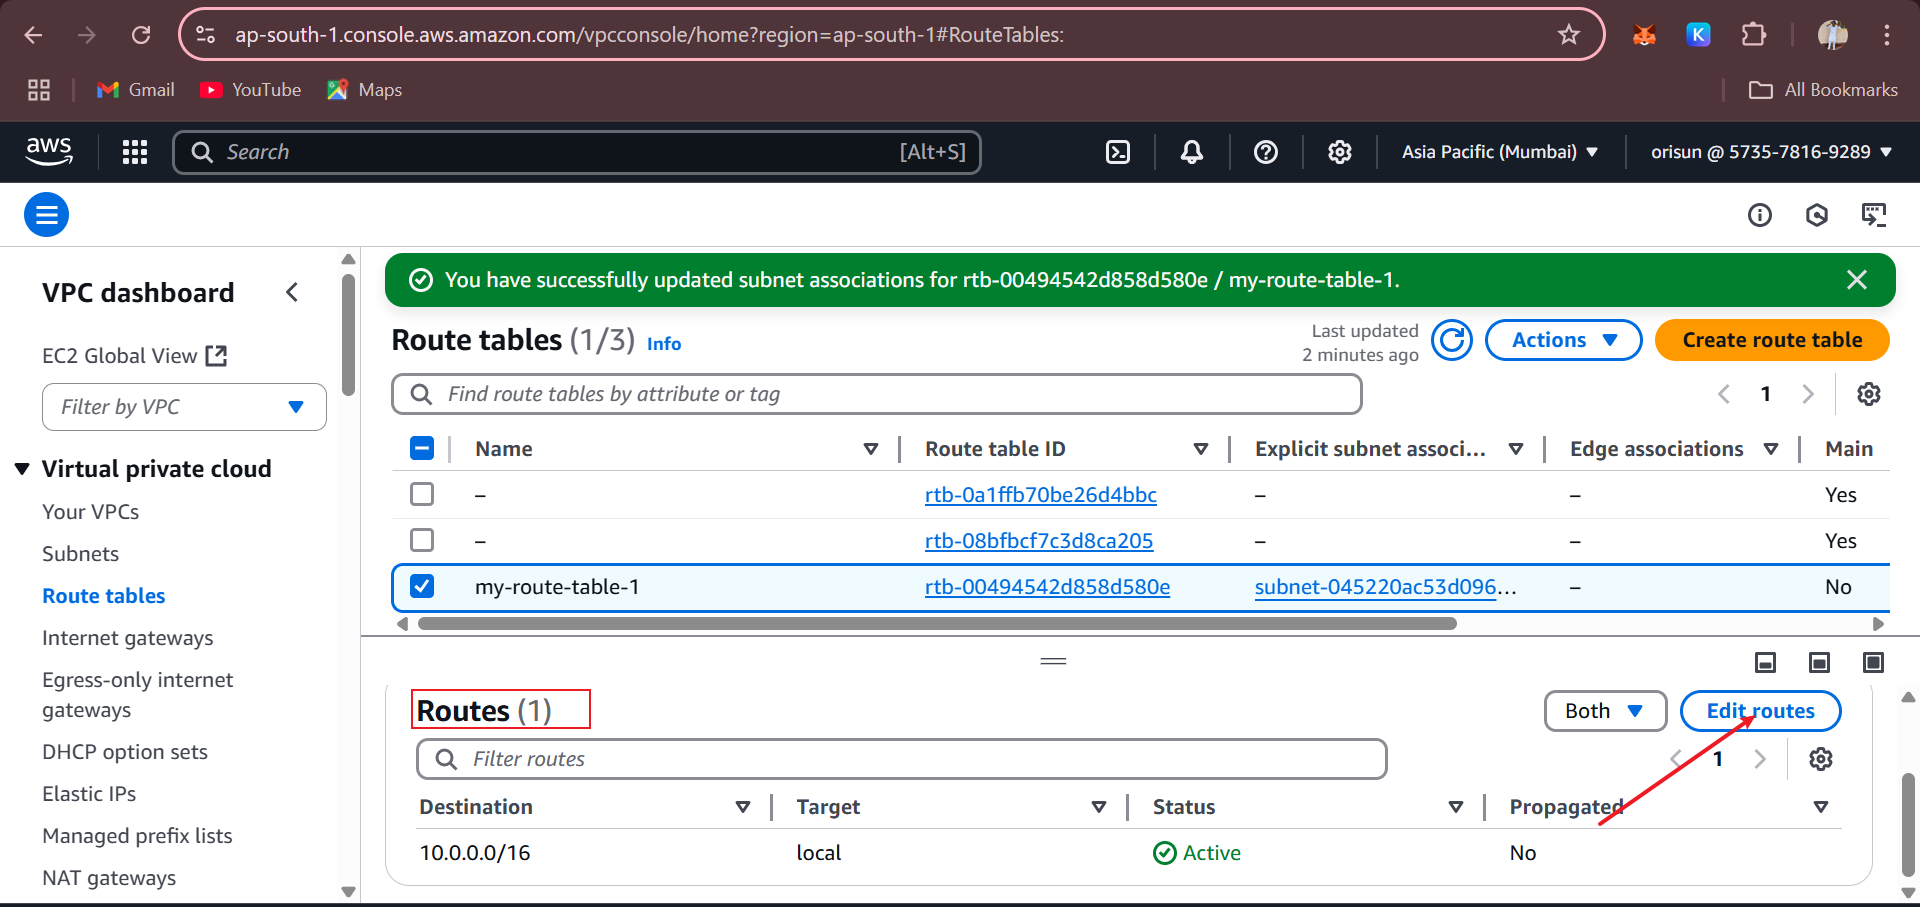 ap-south-1.console.aws.amazon.com/vpcconsole/home?region=ap-south-1#RouteTables:
K
Gmail
YouTube
Maps
All Bookmarks
aws
Search
[Alt+S]
Asia Pacific (Mumbai)
orisun @ 5735-7816-9289
VPC dashboard
EC2 Global View
Filter by VPC
Virtual private cloud
Your VPCs
Subnets
Route tables
Internet gateways
Egress-only internet
gateways
DHCP option sets
Elastic IPs
Managed prefix lists
NAT gateways
You have successfully updated subnet associations for rtb-00494542d858d580e / my-route-table-1.
Route tables (1/3) Info
Last updated
2 minutes ago
Actions
Create route table
Find route tables by attribute or tag
1
Name Route table ID Explicit subnet associ... Edge associations Main
– rtb-0a1ffb70be26d4bbc – – Yes
– rtb-08bfbcf7c3d8ca205 – – Yes
my-route-table-1 rtb-00494542d858d580e subnet-045220ac53d096... – No
Routes (1)
Both
Edit routes
Filter routes
1
Destination Target Status Propagated
10.0.0.0/16 local Active No